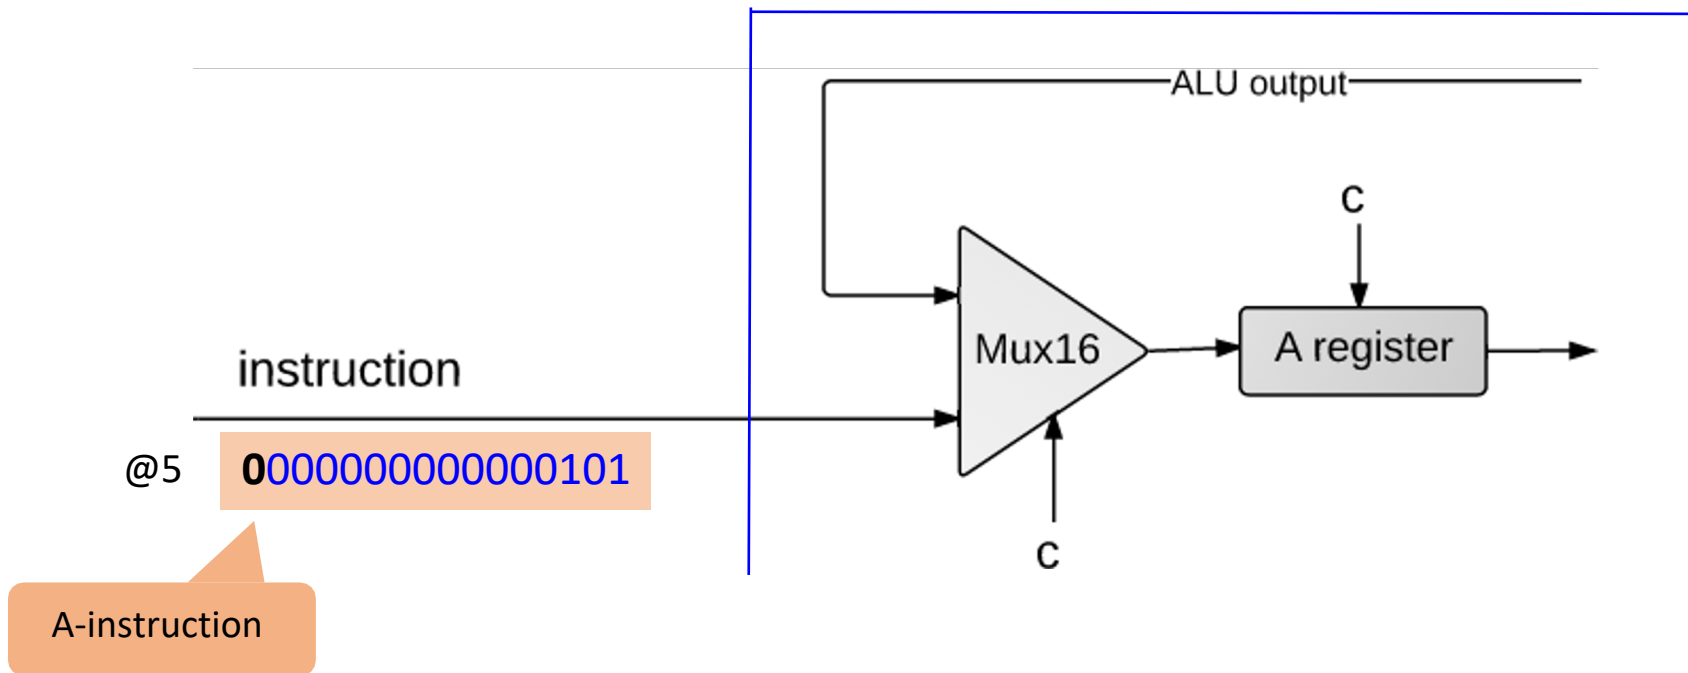 ALU output
c
Mux16
A register
instruction
@5 0000000000000101
c
A-instruction